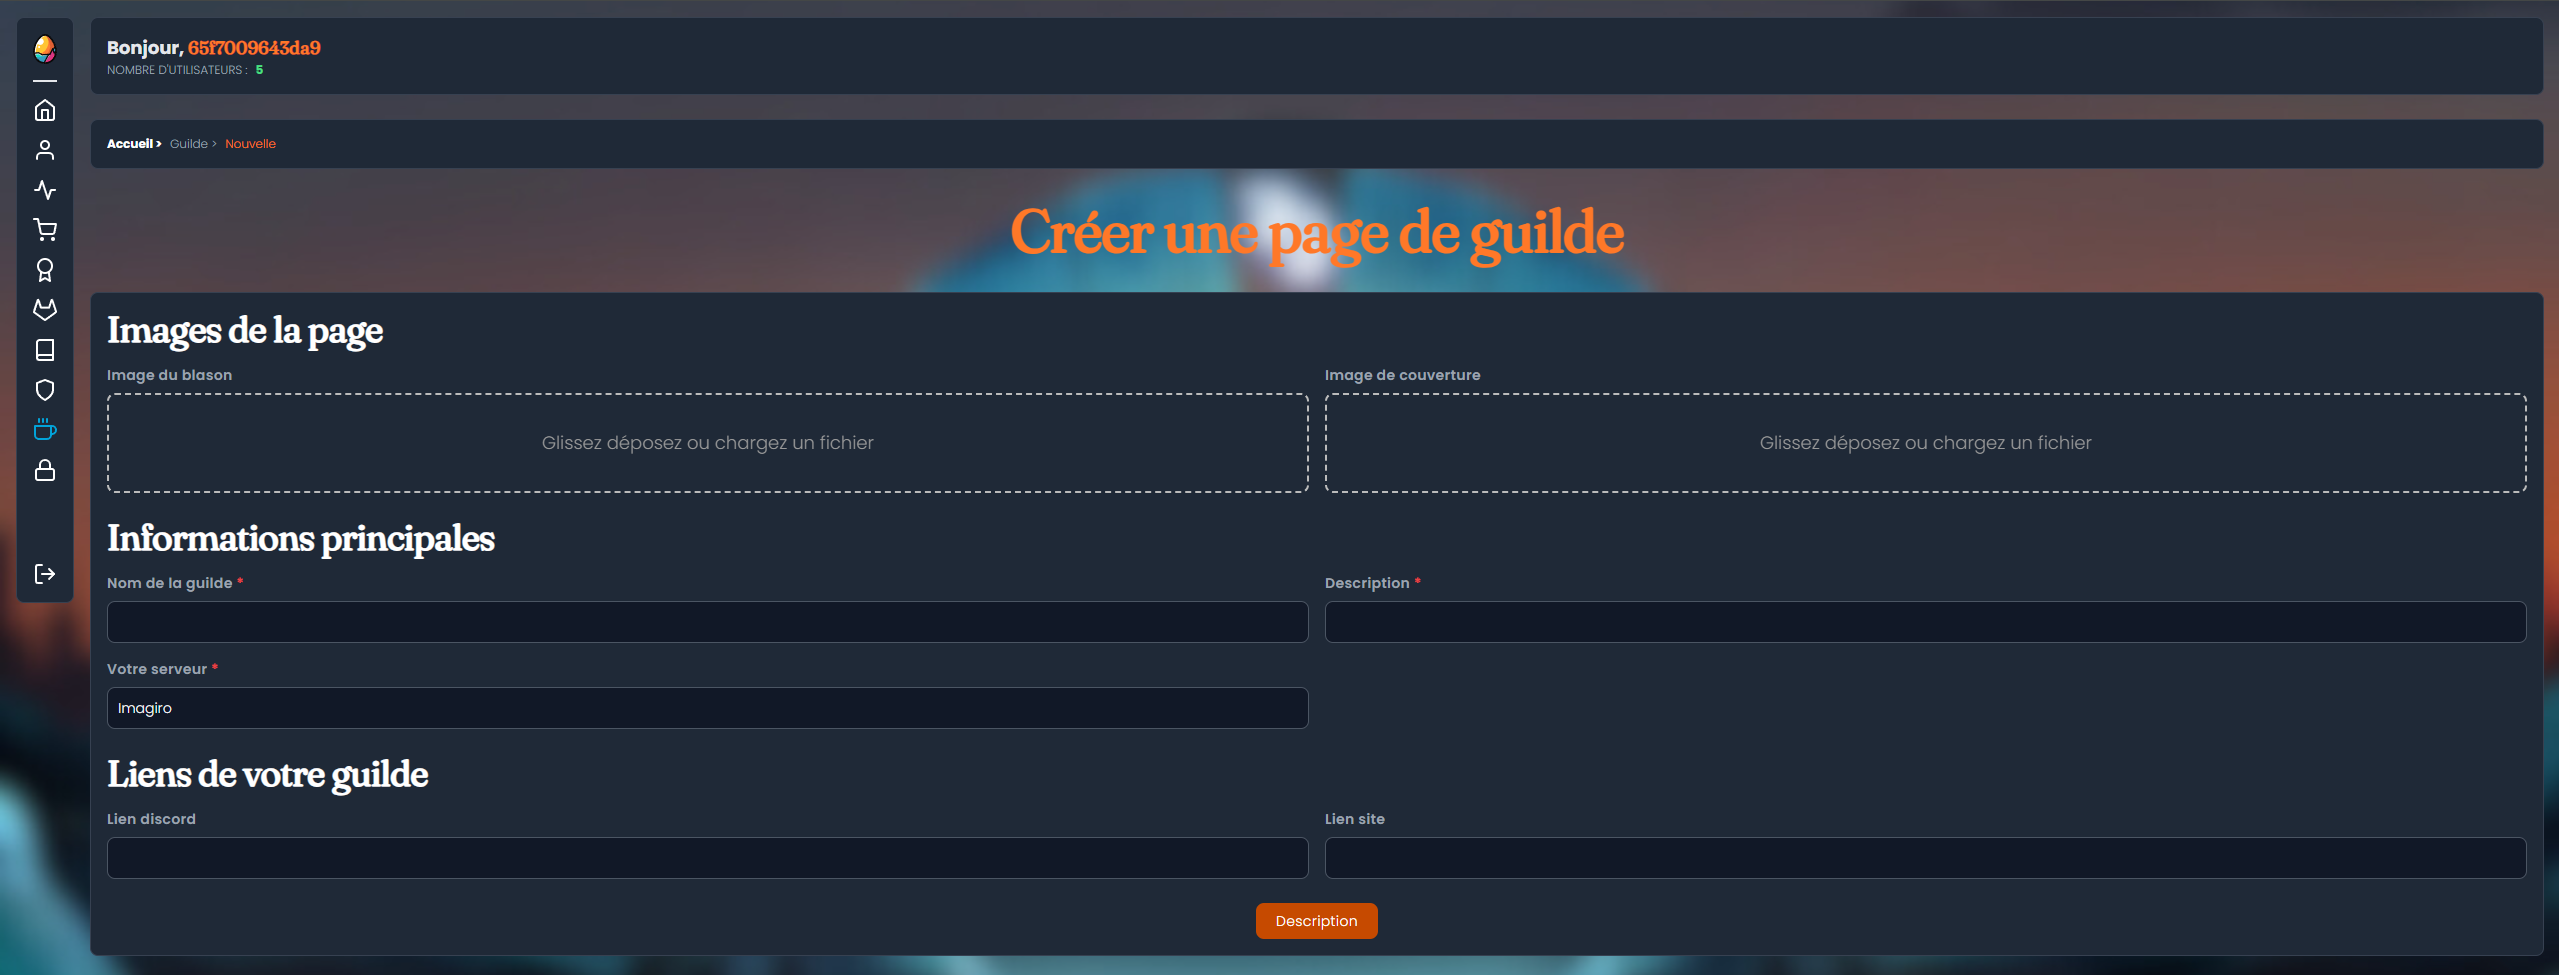 Bonjour, 65f7009643da9
NOMBRE D'UTILISATEURS : 5
Accueil > Guilde > Nouvelle
Créer une page de guilde
Images de la page
Image du blason
Image de couverture
Glissez déposez ou chargez un fichier
Glissez déposez ou chargez un fichier
Informations principales
Nom de la guilde *
Description *
Votre serveur *
Imagiro
Liens de votre guilde
Lien discord
Lien site
Description